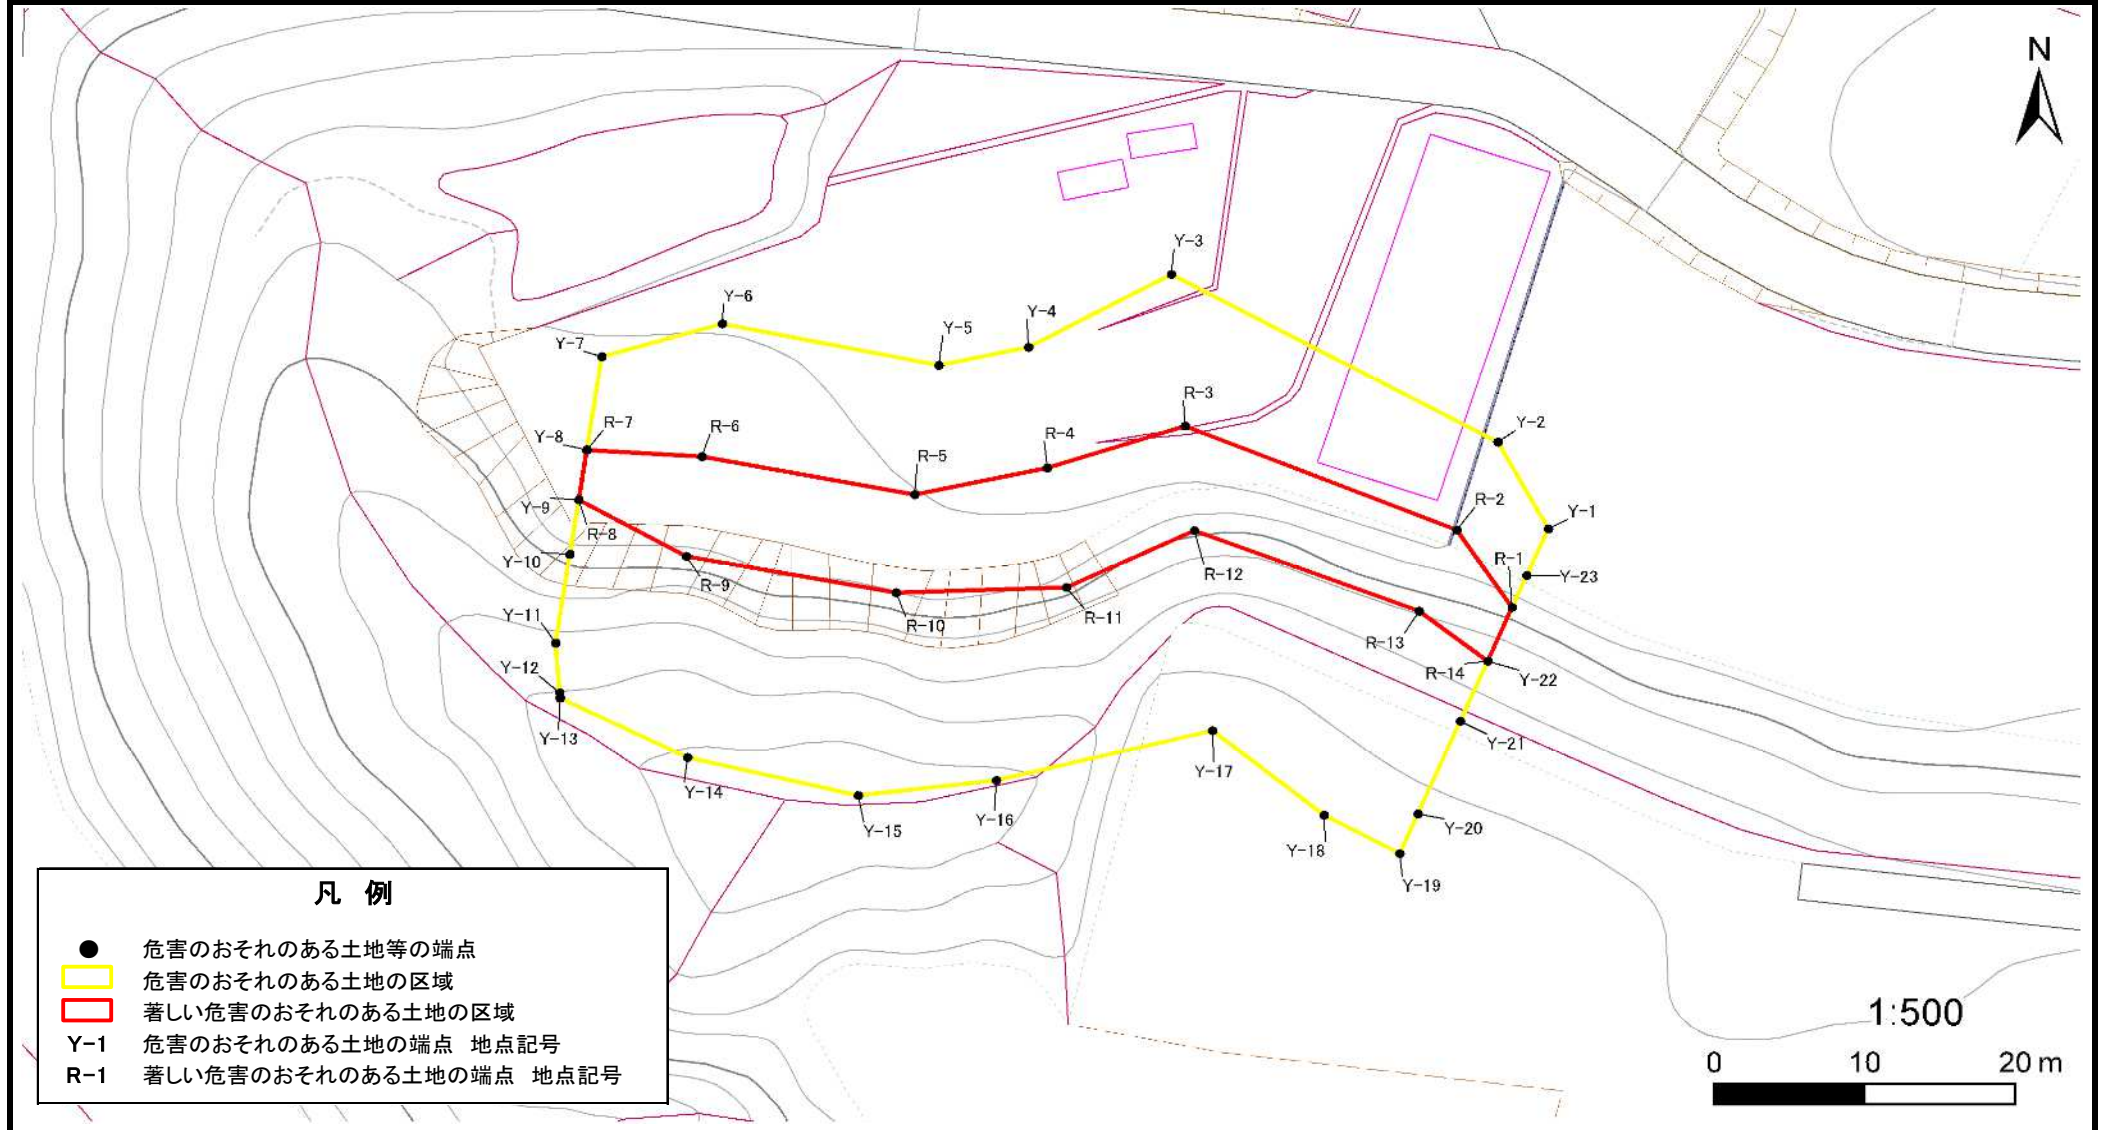 N
Y-3
Y-6
Y-4
Y-5
Y-7
R-3
R-7
Y-8
R-6
R-4
Y-2
R-5
Y-9
R-8
R-2
Y-1
Y-10
R-1
R-9
R-12
Y-23
Y-11
R-10
R-11
R-13
Y-12
R-14
Y-22
Y-13
Y-21
Y-14
Y-17
Y-15
Y-16
Y-20
Y-18
Y-19
凡 例
● 危害のおそれのある土地等の端点
危害のおそれのある土地の区域
著しい危害のおそれのある土地の区域
Y-1 危害のおそれのある土地の端点 地点記号
R-1 著しい危害のおそれのある土地の端点 地点記号
1:500
0 10 20 m